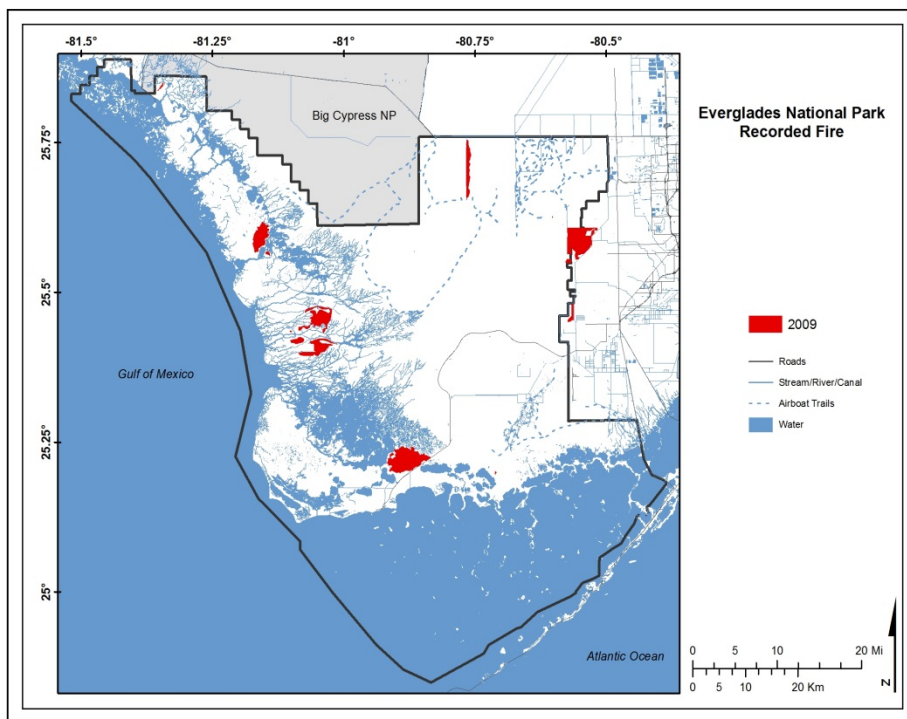 -81.5
-81.25
-81
-80.75
-80.5
Everglades National Park
Recorded Fire
Big Cypress NP
25.75°
25.5°
25.25°
25°
Gulf of Mexico
Atlantic Ocean
2009
Roads
Stream/River/Canal
Airboat Trails
Water
0 5 10 20 Mi
0 5 10 20 Km
N